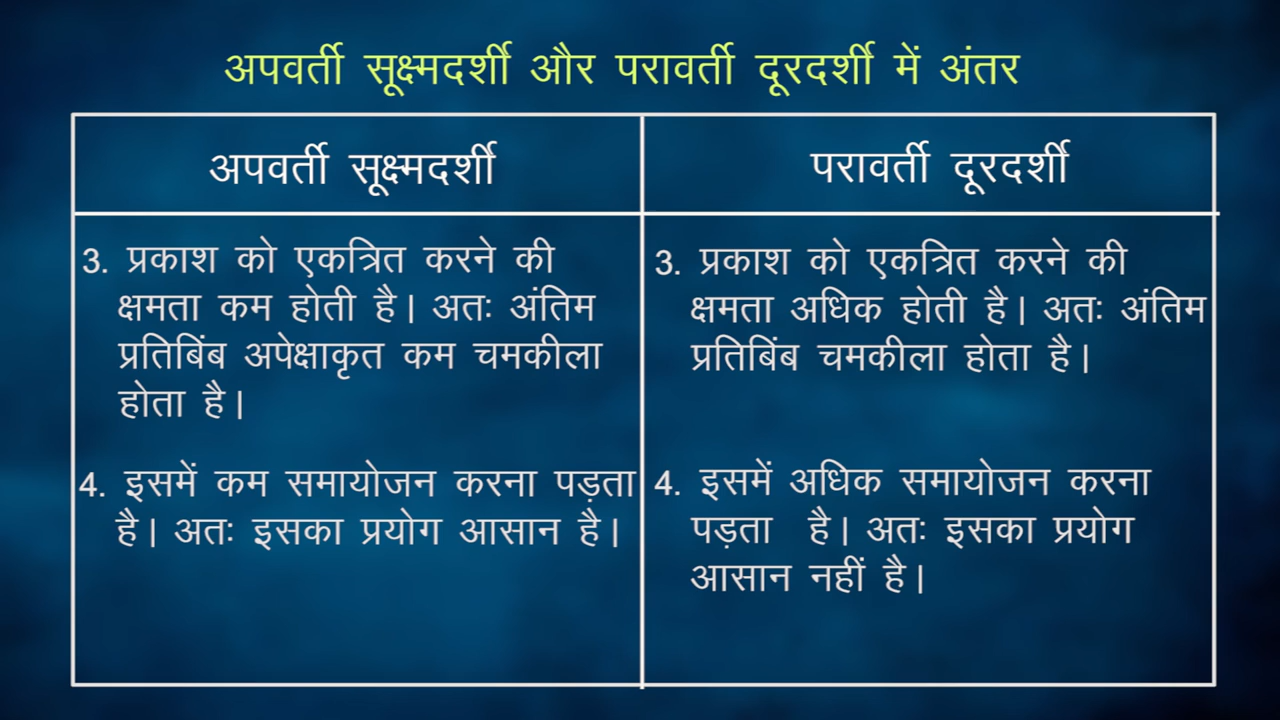 अपवर्ती सूक्ष्मदर्शी और परावर्ती दूरदर्शी में अंतर
अपवर्ती सूक्ष्मदर्शी
परावर्ती दूरदर्शी
3. प्रकाश को एकत्रित करने की
क्षमता कम होती है। अतः अंतिम
प्रतिबिंब अपेक्षाकृत कम चमकीला
होता है।
4. इसमें कम समायोजन करना पड़ता
है। अतः इसका प्रयोग आसान है।
3. प्रकाश को एकत्रित करने की
क्षमता अधिक होती है। अतः अंतिम
प्रतिबिंब चमकीला होता है।
4. इसमें अधिक समायोजन करना
पड़ता है। अतः इसका प्रयोग
आसान नहीं है।